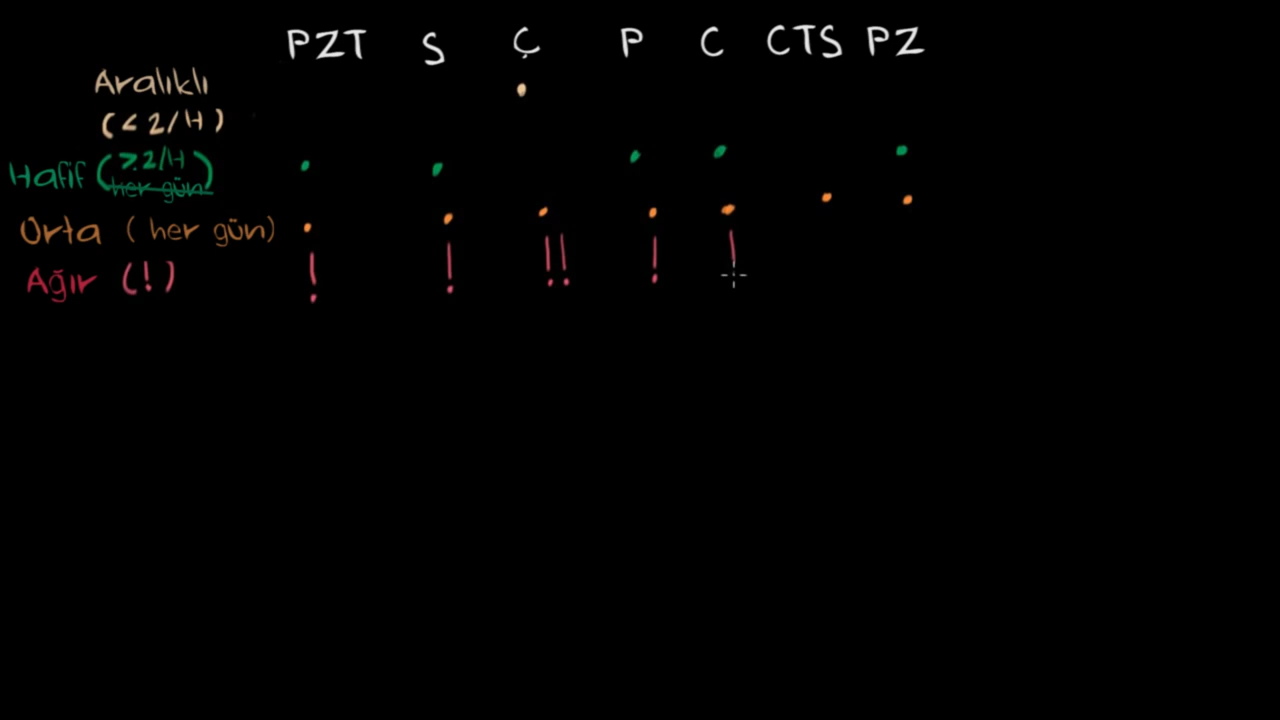 PZT S Ç P C CTS PZ
Aralıklı
(< 2/H)
Hafif (≥2/H)
her gün
Orta (her gün)
! ! !! ! |
Ağır (!)